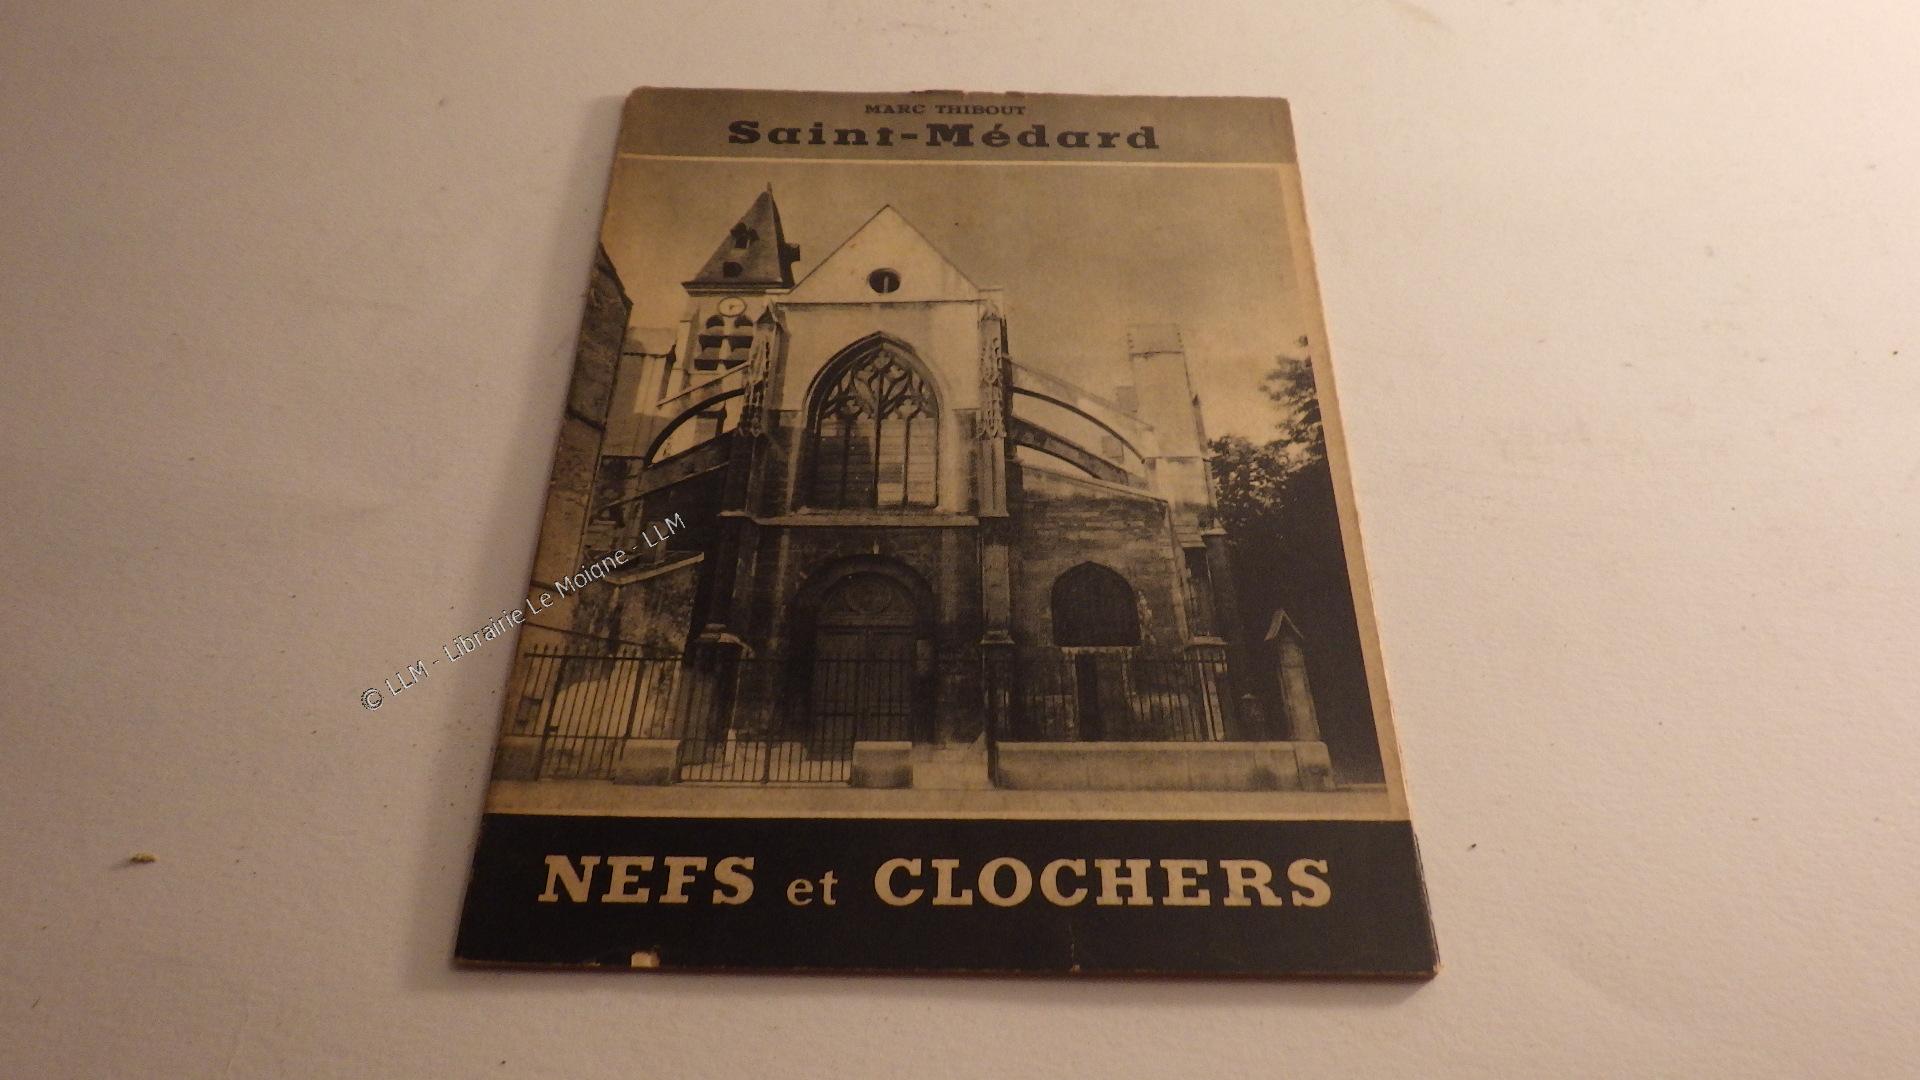 MARC THIBOUT
Saint-Médard
© LLM - Librairie Le Moigne - LLM
NEFS et CLOCHERS